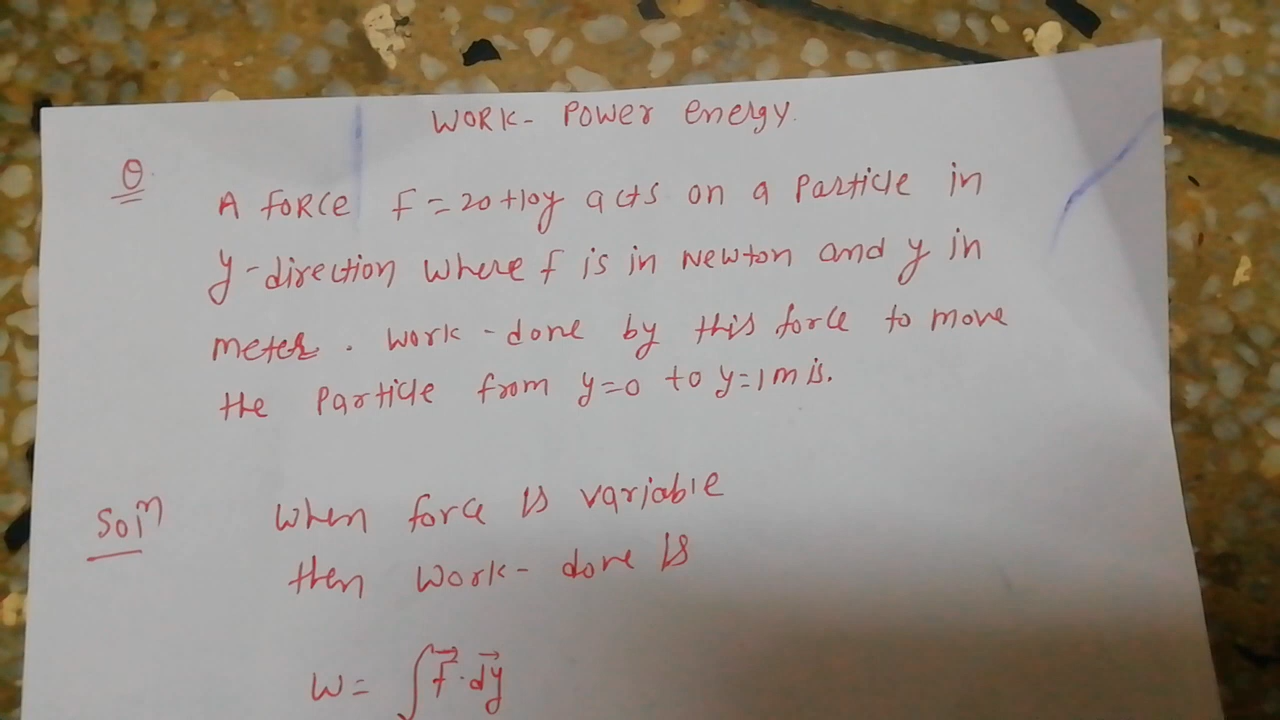 WORK- Power energy.
Q.
A force F = 20+10y acts on a particle in
y-direction where f is in Newton and y in
meter. work-done by this force to move
the particle from y=0 to y=1m is.
Solⁿ when force is variable
then work-done is
W = ∫F⃗·dy⃗